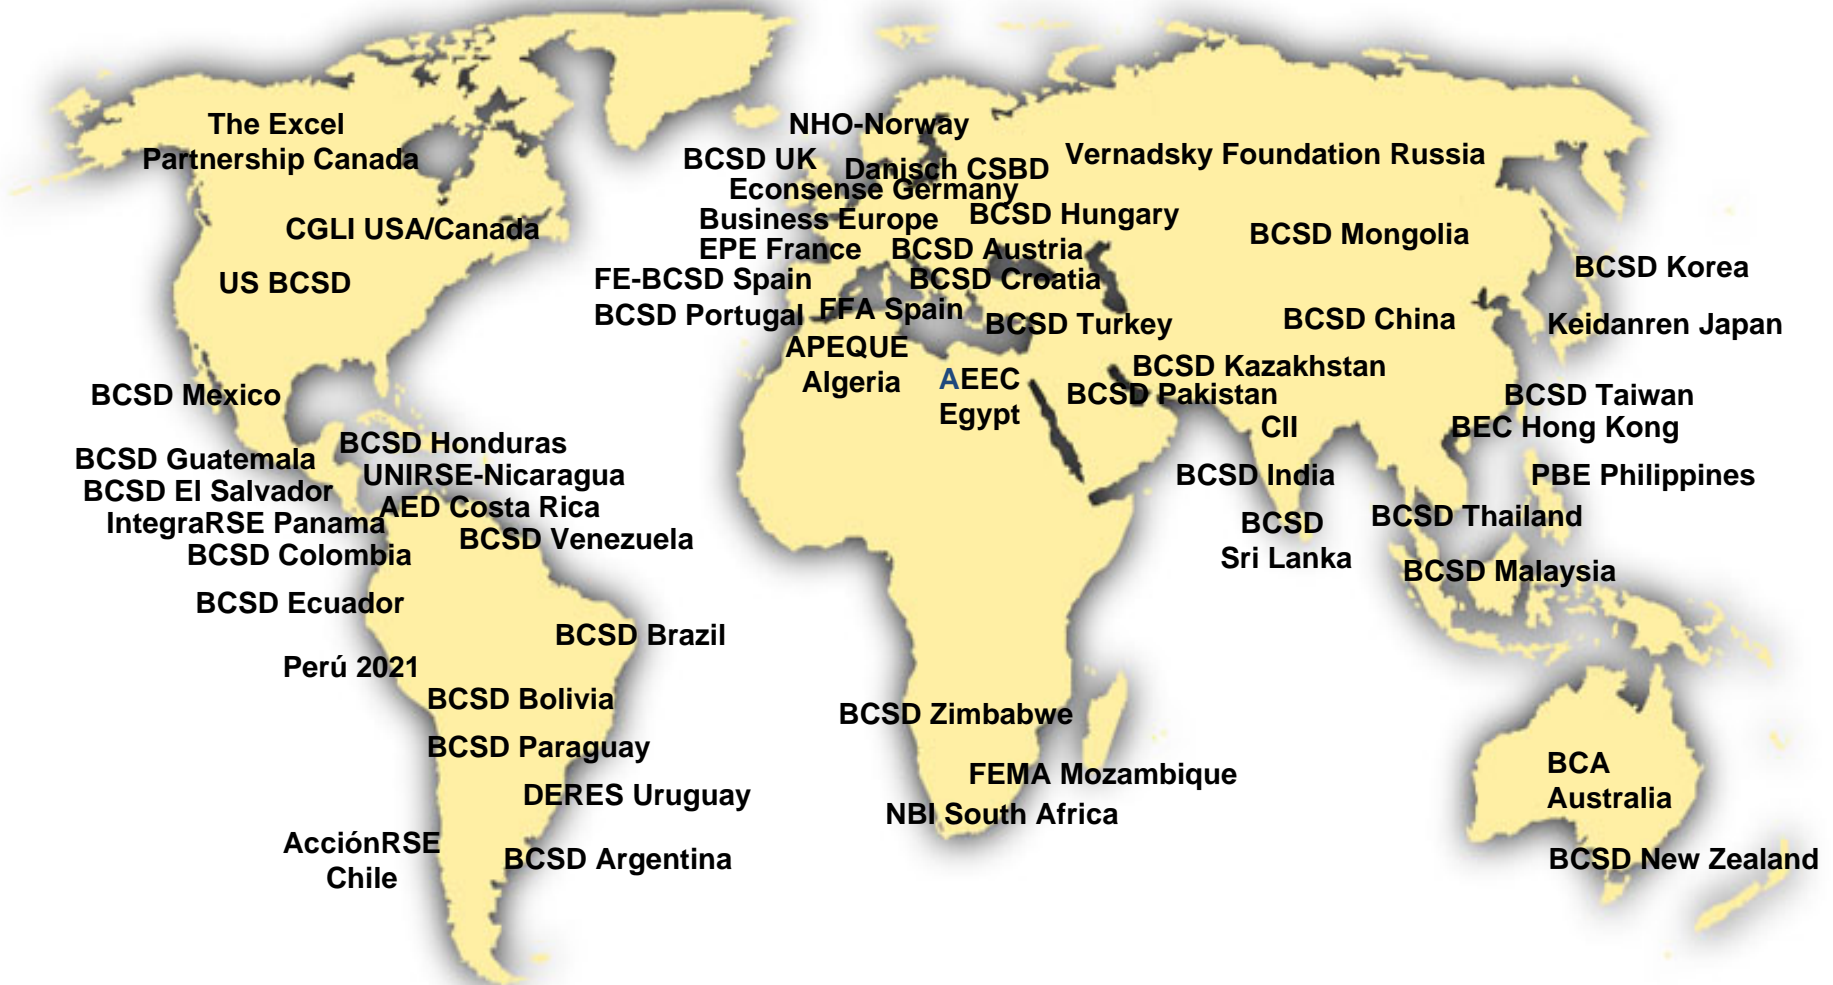 The Excel
Partnership Canada
CGLI USA/Canada
US BCSD
BCSD Mexico
BCSD Honduras
BCSD Guatemala
UNIRSE-Nicaragua
BCSD El Salvador
AED Costa Rica
IntegraRSE Panama
BCSD Venezuela
BCSD Colombia
BCSD Ecuador
BCSD Brazil
Perú 2021
BCSD Bolivia
BCSD Paraguay
DERES Uruguay
AcciónRSE
Chile
BCSD Argentina
NHO-Norway
BCSD UK
Danisch CSBD
Econsense Germany
Business Europe
BCSD Hungary
EPE France
BCSD Austria
FE-BCSD Spain
BCSD Croatia
BCSD Portugal
FFA Spain
BCSD Turkey
APEQUE
Algeria
AEEC
Egypt
BCSD Zimbabwe
FEMA Mozambique
NBI South Africa
Vernadsky Foundation Russia
BCSD Mongolia
BCSD Korea
BCSD China
Keidanren Japan
BCSD Kazakhstan
BCSD Pakistan
BCSD Taiwan
CII
BEC Hong Kong
BCSD India
PBE Philippines
BCSD
Sri Lanka
BCSD Thailand
BCSD Malaysia
BCA
Australia
BCSD New Zealand